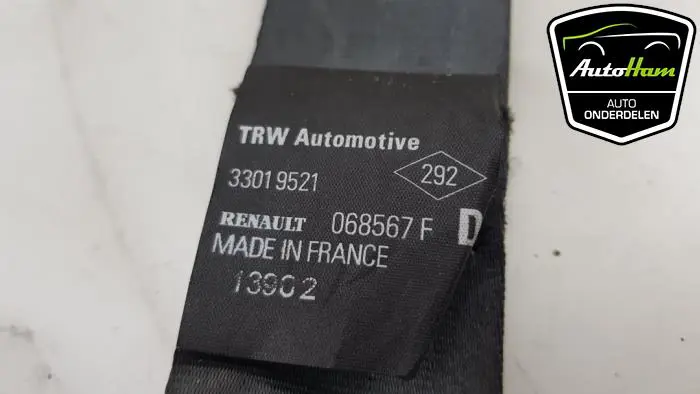 AutoHam
AUTO
ONDERDELEN
TRW Automotive
33019521
292
RENAULT 068567 F D
MADE IN FRANCE
13902